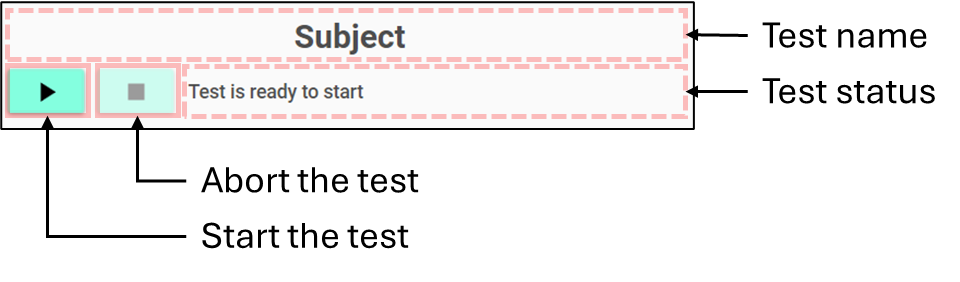 Subject
Test name
Test is ready to start
Test status
Abort the test
Start the test